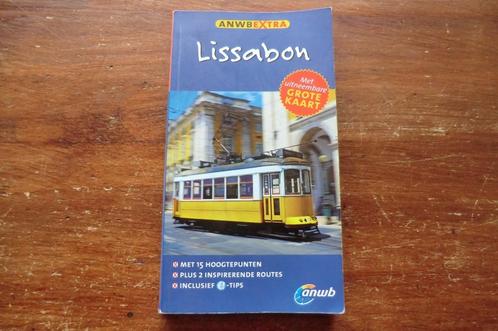 ANWBEXTRA
Lissabon
Met
uitneembare
GROTE
KAART
MET 15 HOOGTEPUNTEN
PLUS 2 INSPIRERENDE ROUTES
INCLUSIEF @-TIPS
anwb